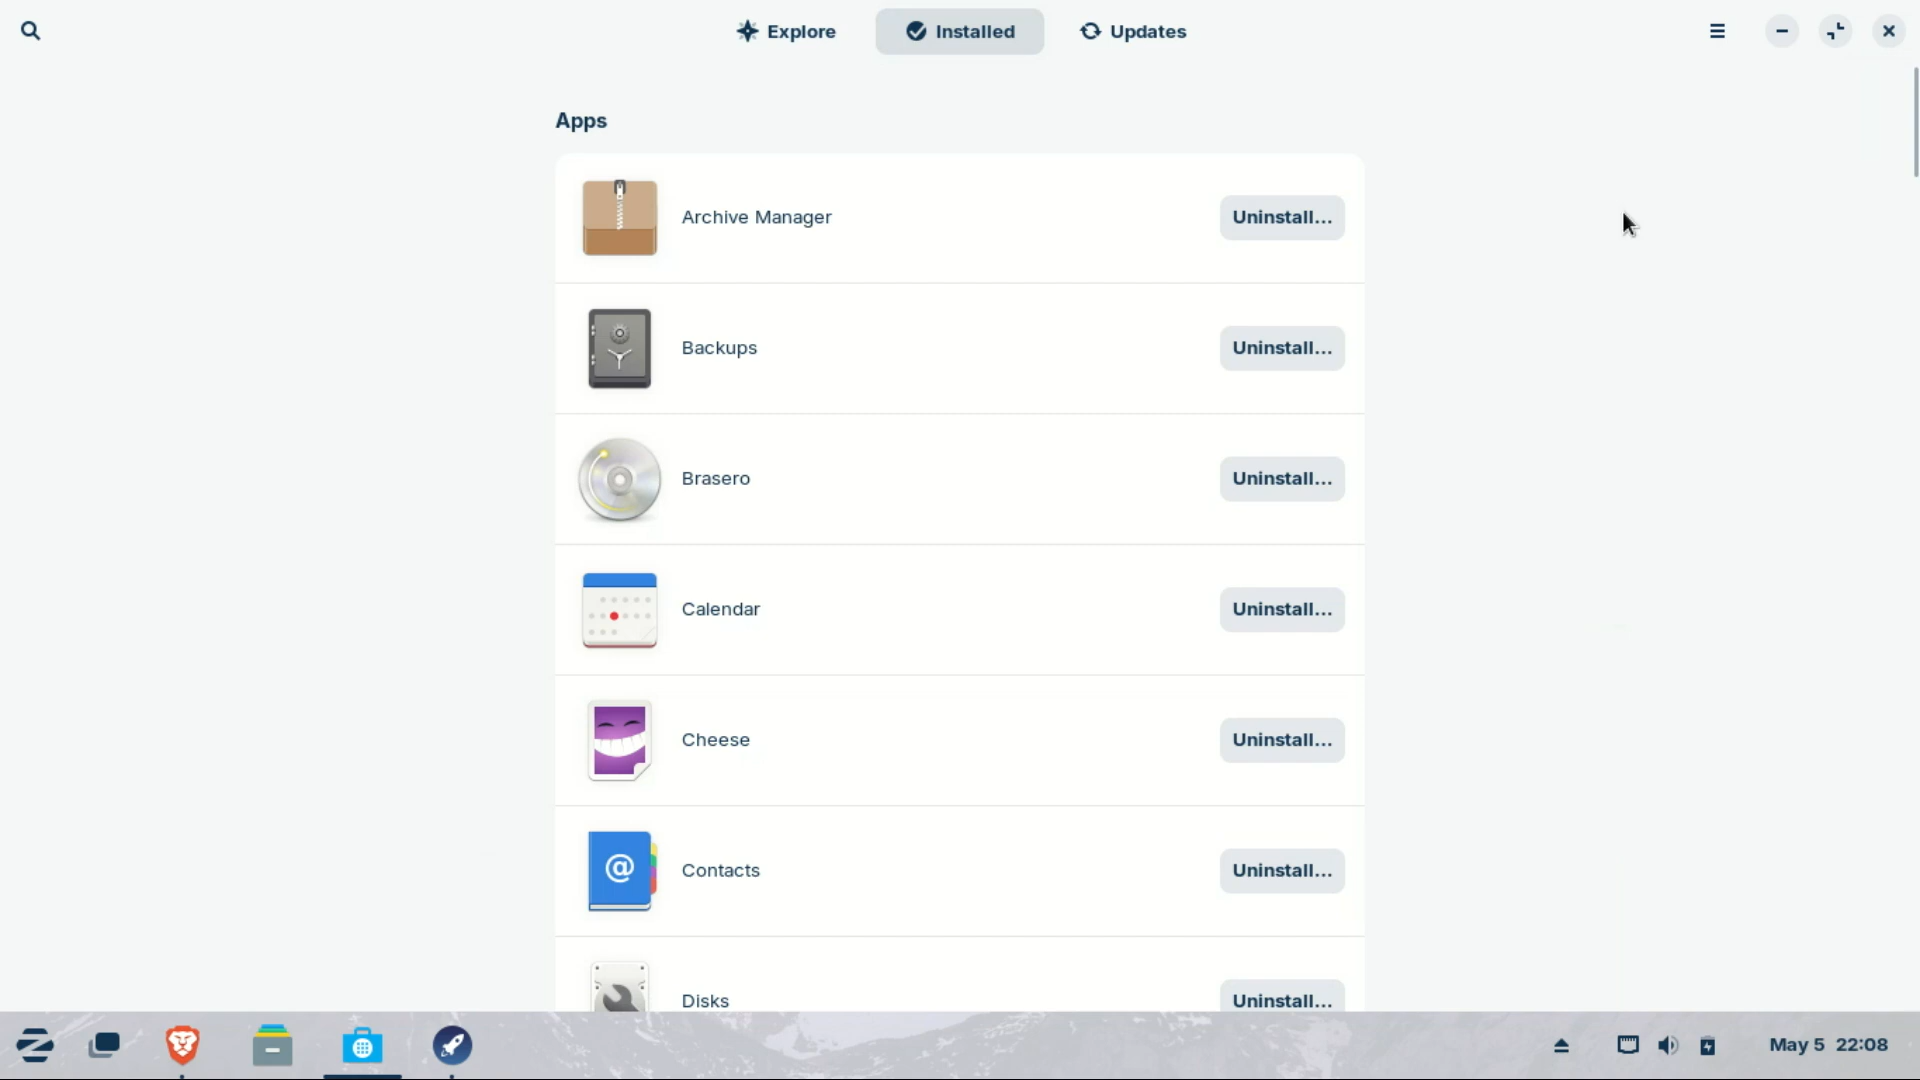 Explore Installed Updates
Apps
Archive Manager Uninstall...
Backups Uninstall...
Brasero Uninstall...
Calendar Uninstall...
Cheese Uninstall...
@
Contacts Uninstall...
Disks Uninstall...
May 5 22:08